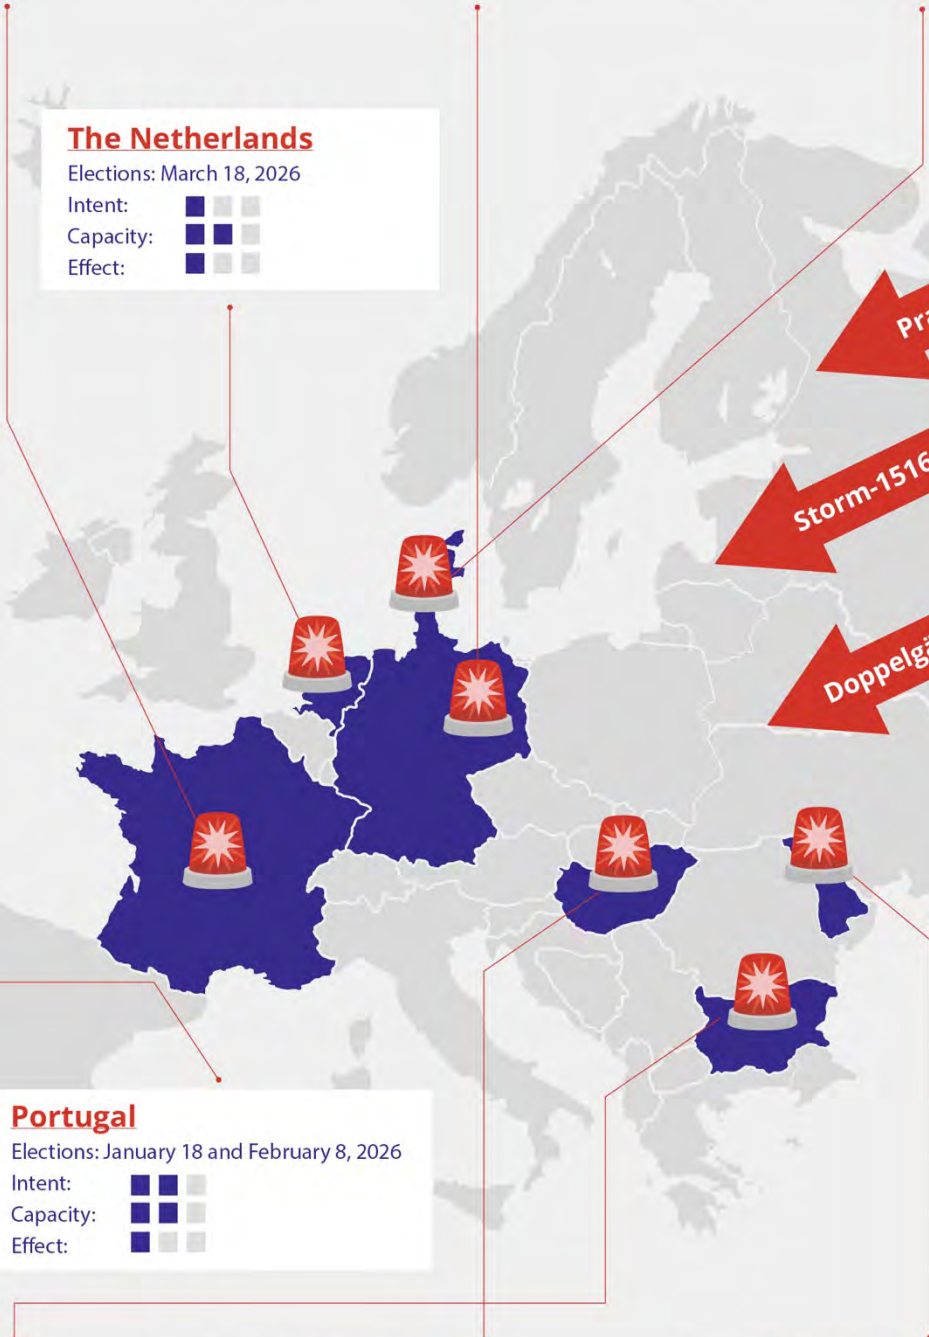 The Netherlands
Elections: March 18, 2026
Intent:
Capacity:
Effect:
Storm-1516
Portugal
Elections: January 18 and February 8, 2026
Intent:
Capacity:
Effect: